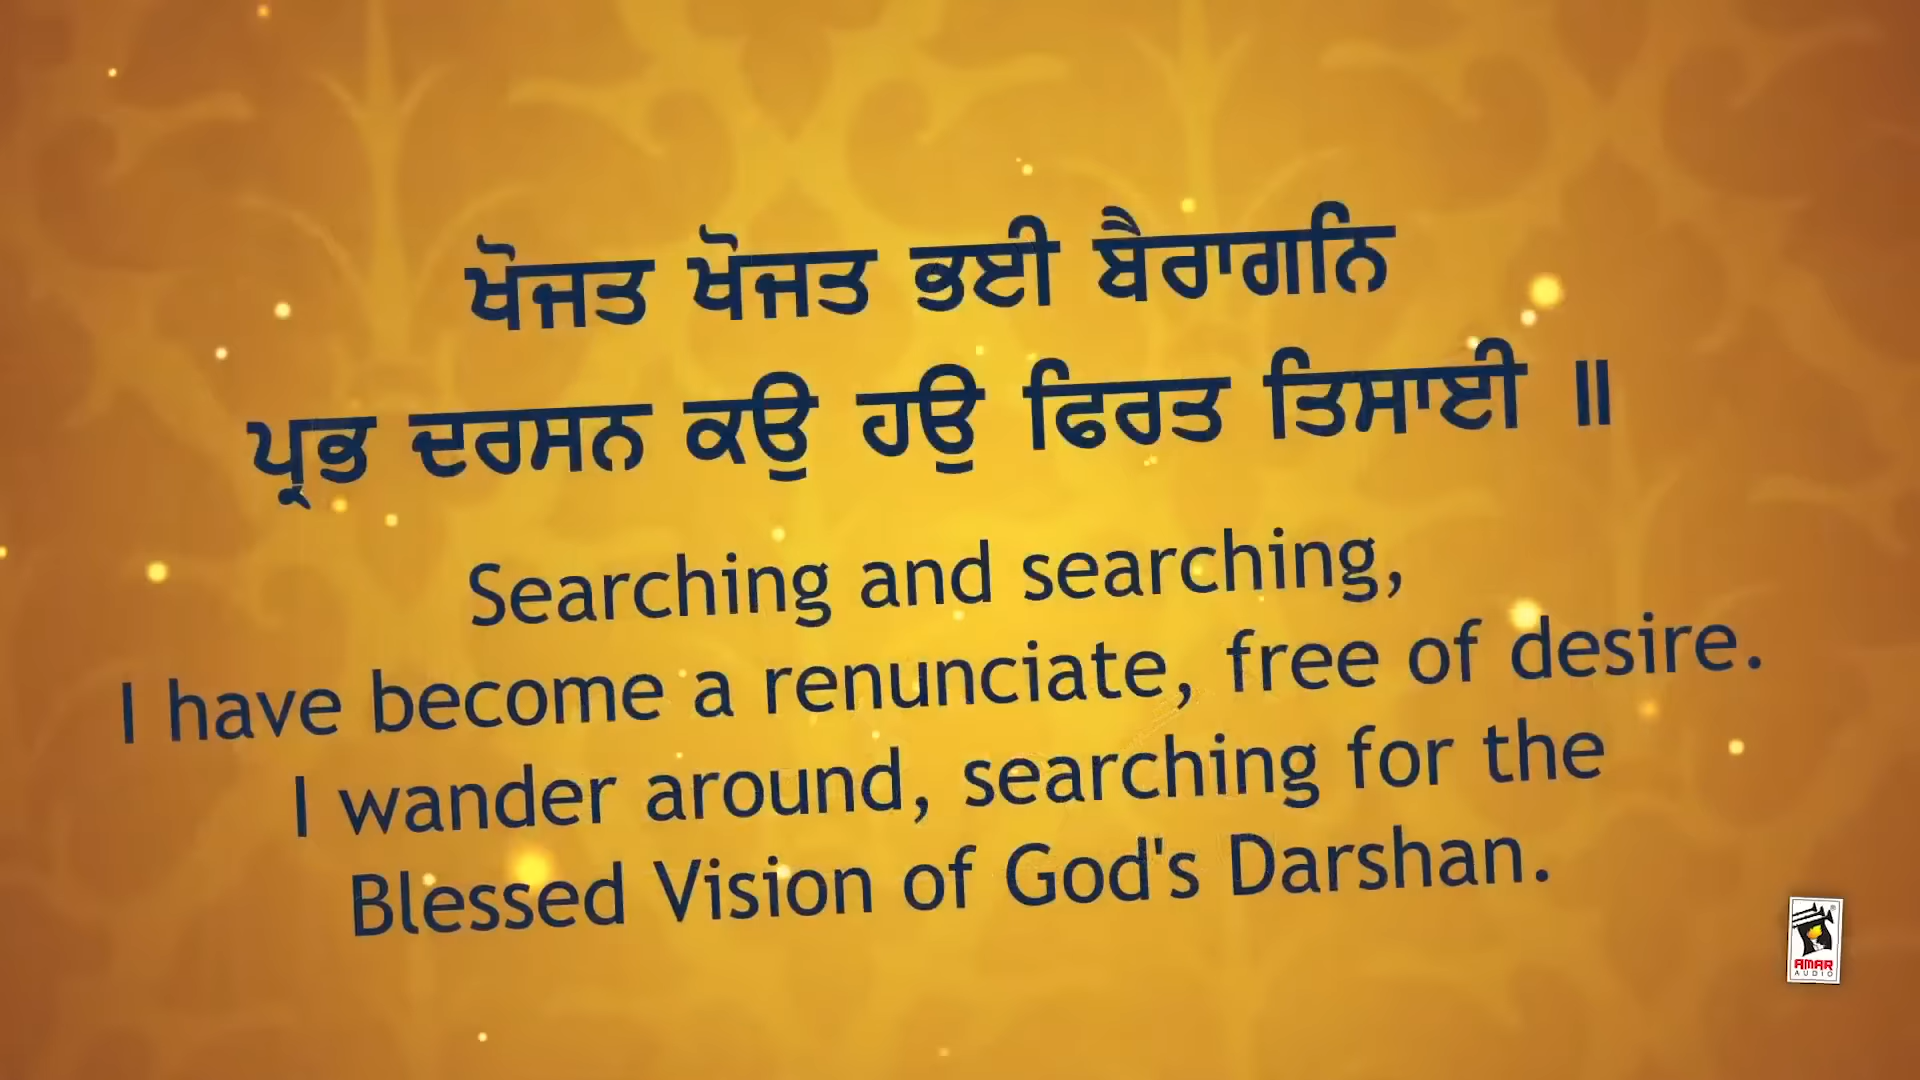 ਖੋਜਤ ਖੋਜਤ ਭਈ ਬੈਰਾਗਨਿ
ਪ੍ਰਭ ਦਰਸਨ ਕਉ ਹਉ ਫਿਰਤ ਤਿਸਾਈ ॥
Searching and searching,
I have become a renunciate, free of desire.
I wander around, searching for the
Blessed Vision of God's Darshan.
AMAR
AUDIO